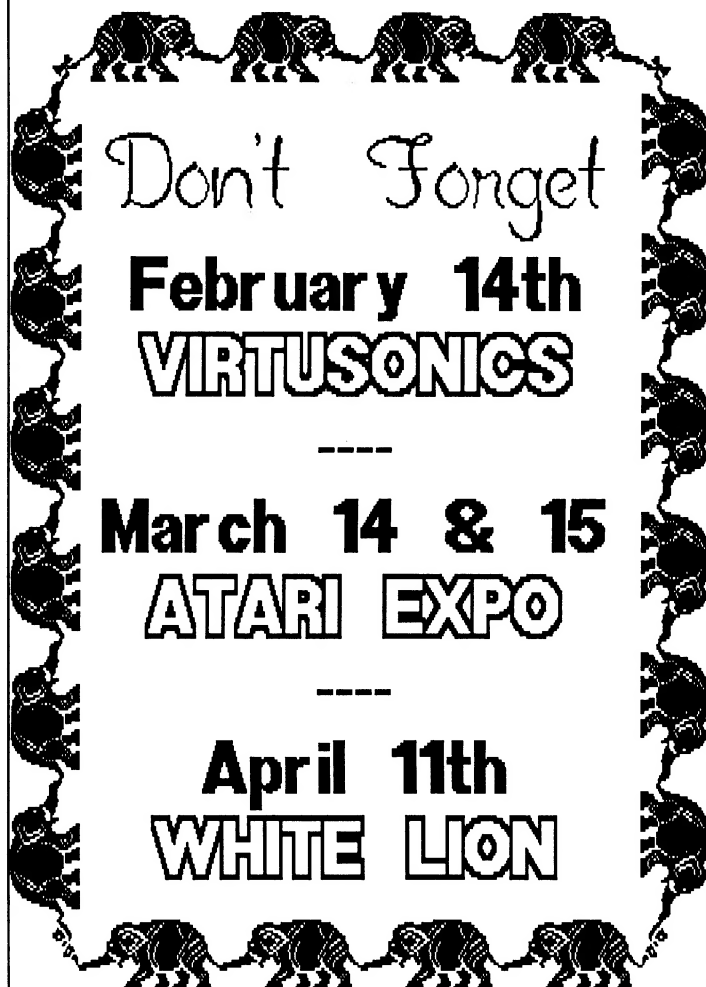 Don't Forget
February 14th
VIRTUSONICS
----
March 14 & 15
ATARI EXPO
----
April 11th
WHITE LION